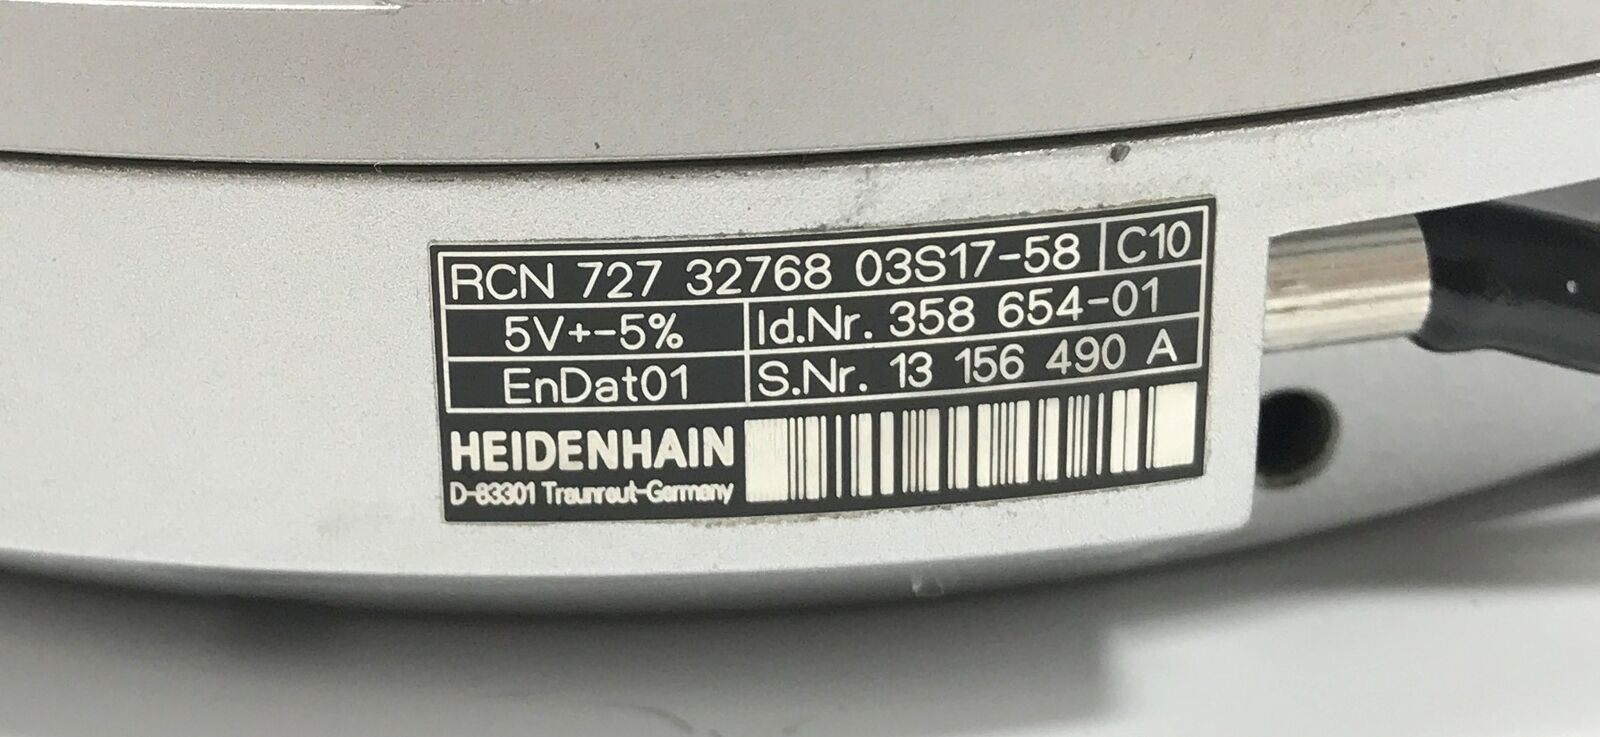 RCN 727 32768 03S17-58 C10
5V+-5% Id.Nr. 358 654-01
EnDat01 S.Nr. 13 156 490 A
HEIDENHAIN
D-83301 Traunreut-Germany